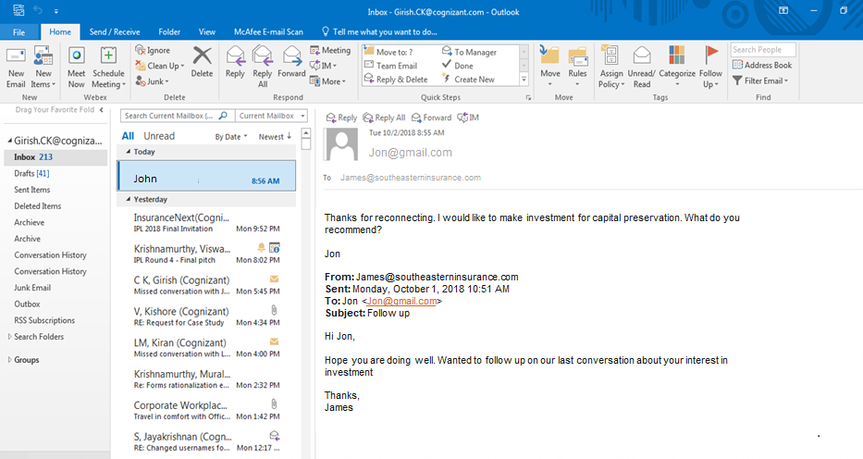 Inbox - Girish.CK@cognizant.com - Outlook
File Home Send / Receive Folder View McAfee E-mail Scan Tell me what you want to do...
New Email
New Items
Meet Now
Schedule Meeting
Ignore
Clean Up
Junk
Delete
Reply
Reply All
Forward
Meeting
IM
More
Move to: ?
Team Email
Reply & Delete
To Manager
Done
Create New
Move
Rules
Assign Policy
Unread/ Read
Categorize
Follow Up
Search People
Address Book
Filter Email
New Webex Delete Respond Quick Steps Move Tags Find
Drag Your Favorite Fold
Girish.CK@cogniza...
Inbox 213
Drafts [41]
Sent Items
Deleted Items
Archieve
Archive
Conversation History
Conversation History
Junk Email
Outbox
RSS Subscriptions
Search Folders
Groups
Search Current Mailbox (... Current Mailbox
All Unread By Date Newest
Today
John
8:56 AM
Yesterday
InsuranceNext(Cogni...
IPL 2018 Final Invitation Mon 9:52 PM
Krishnamurthy, Viswa...
IPL Round 4 - Final pitch Mon 8:02 PM
C K, Girish (Cognizant)
Missed conversation with J... Mon 5:45 PM
V, Kishore (Cognizant)
RE: Request for Case Study Mon 4:34 PM
LM, Kiran (Cognizant)
Missed conversation with L... Mon 4:00 PM
Krishnamurthy, Mural...
Re: Forms rationalization e... Mon 2:32 PM
Corporate Workplac...
Travel in comfort with Offic... Mon 1:42 PM
S, Jayakrishnan (Cogn...
RE: Changed usernames fo... Mon 12:17 ...
Reply Reply All Forward IM
Tue 10/2/2018 8:55 AM
Jon@gmail.com
To James@southeasterninsurance.com
Thanks for reconnecting. I would like to make investment for capital preservation. What do you
recommend?
Jon
From: James@southeasterninsurance.com
Sent: Monday, October 1, 2018 10:51 AM
To: Jon <Jon@gmail.com>
Subject: Follow up
Hi Jon,
Hope you are doing well. Wanted to follow up on our last conversation about your interest in
investment
Thanks,
James